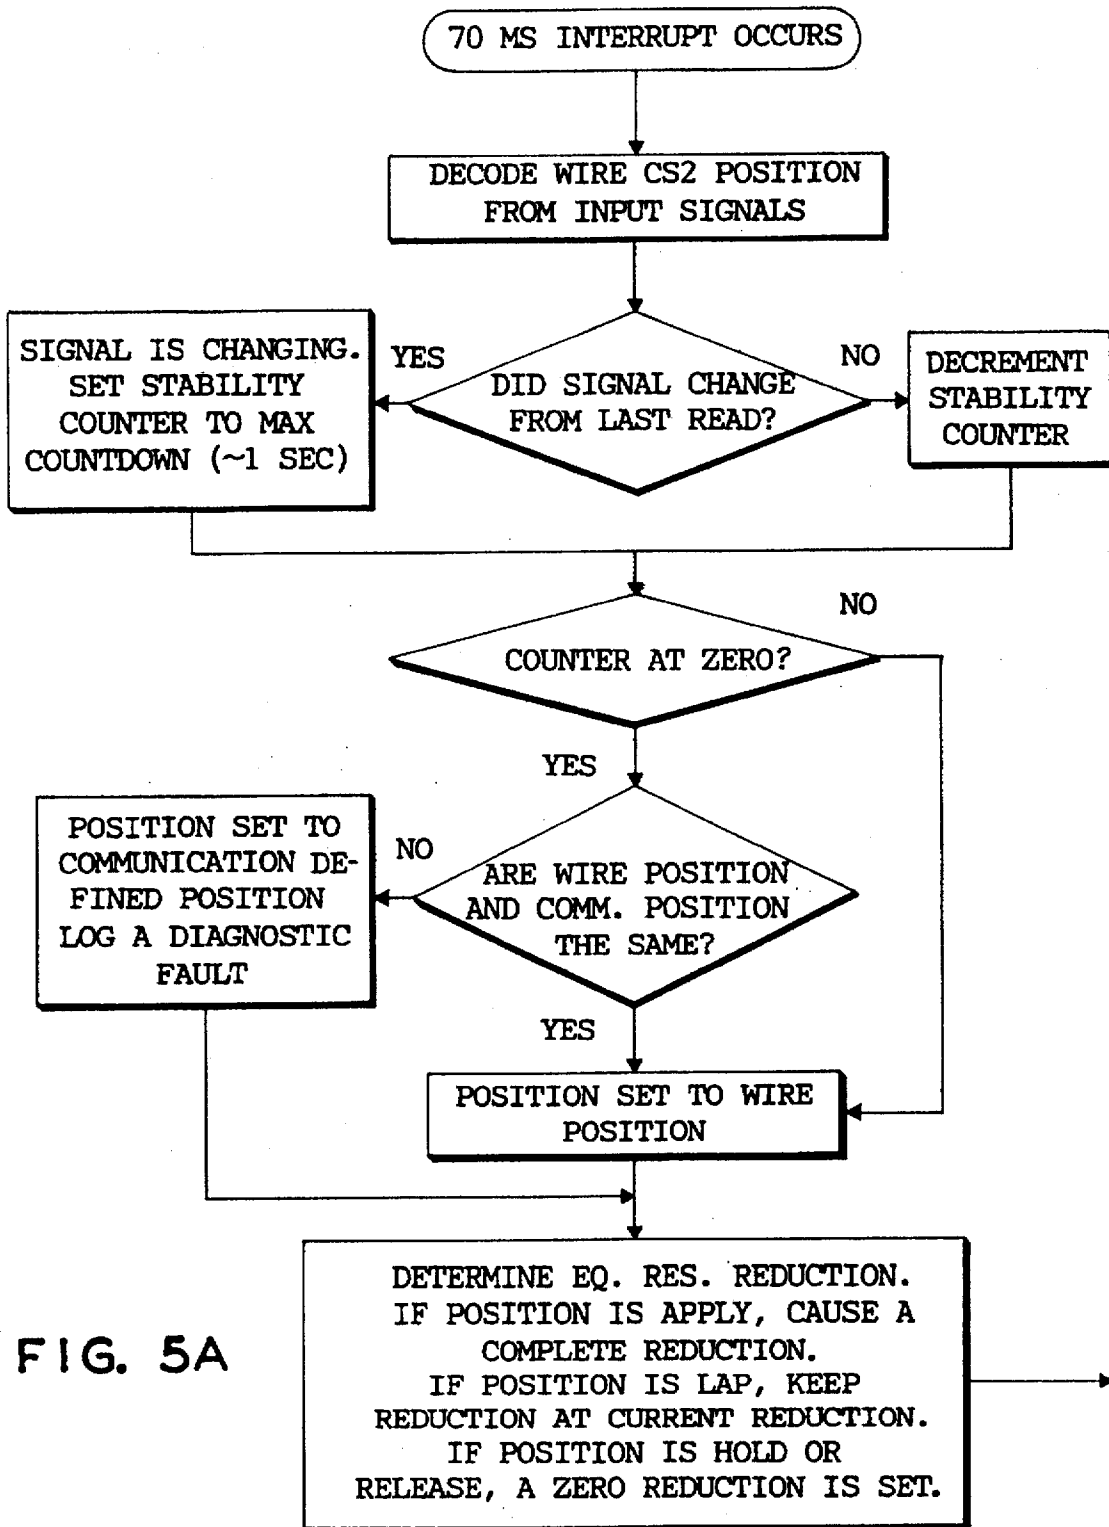 70 MS INTERRUPT OCCURS
DECODE WIRE CS2 POSITION
FROM INPUT SIGNALS
SIGNAL IS CHANGING.
SET STABILITY
COUNTER TO MAX
COUNTDOWN (~1 SEC)
YES
DID SIGNAL CHANGE
FROM LAST READ?
NO
DECREMENT
STABILITY
COUNTER
COUNTER AT ZERO?
NO
YES
POSITION SET TO
COMMUNICATION DE-
FINED POSITION
LOG A DIAGNOSTIC
FAULT
NO
ARE WIRE POSITION
AND COMM. POSITION
THE SAME?
YES
POSITION SET TO WIRE
POSITION
DETERMINE EQ. RES. REDUCTION.
IF POSITION IS APPLY, CAUSE A
COMPLETE REDUCTION.
IF POSITION IS LAP, KEEP
REDUCTION AT CURRENT REDUCTION.
IF POSITION IS HOLD OR
RELEASE, A ZERO REDUCTION IS SET.
FIG. 5A